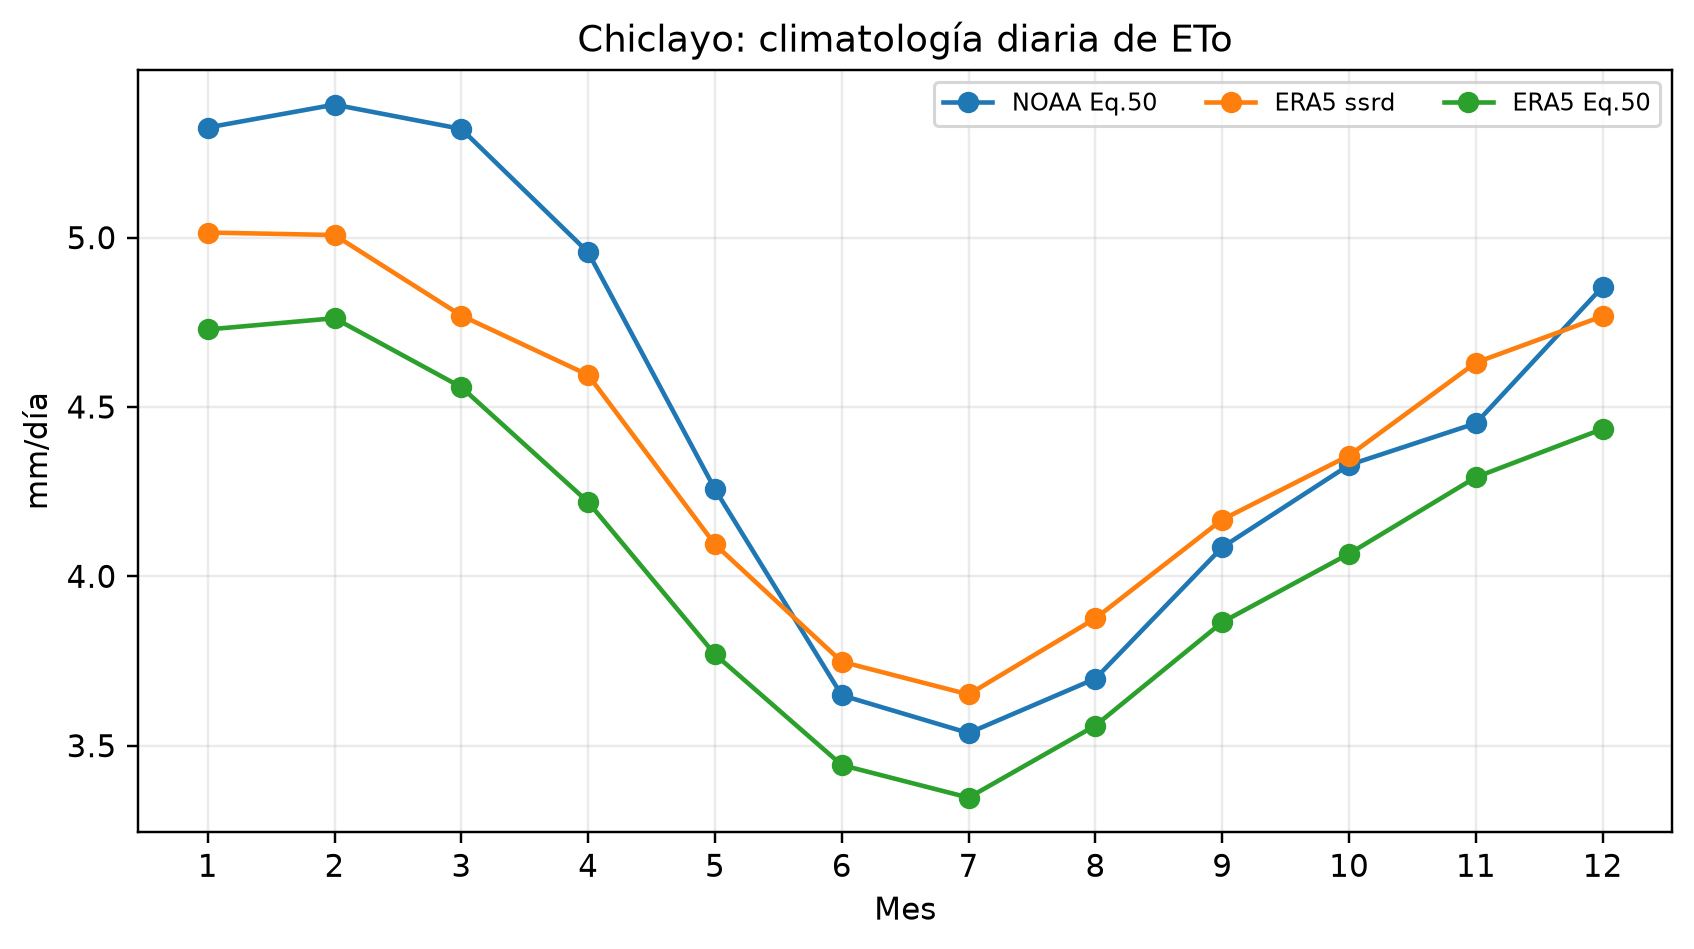 Chiclayo: climatología diaria de ETo
NOAA Eq.50 ERA5 ssrd ERA5 Eq.50
mm/día
5.0
4.5
4.0
3.5
1 2 3 4 5 6 7 8 9 10 11 12
Mes